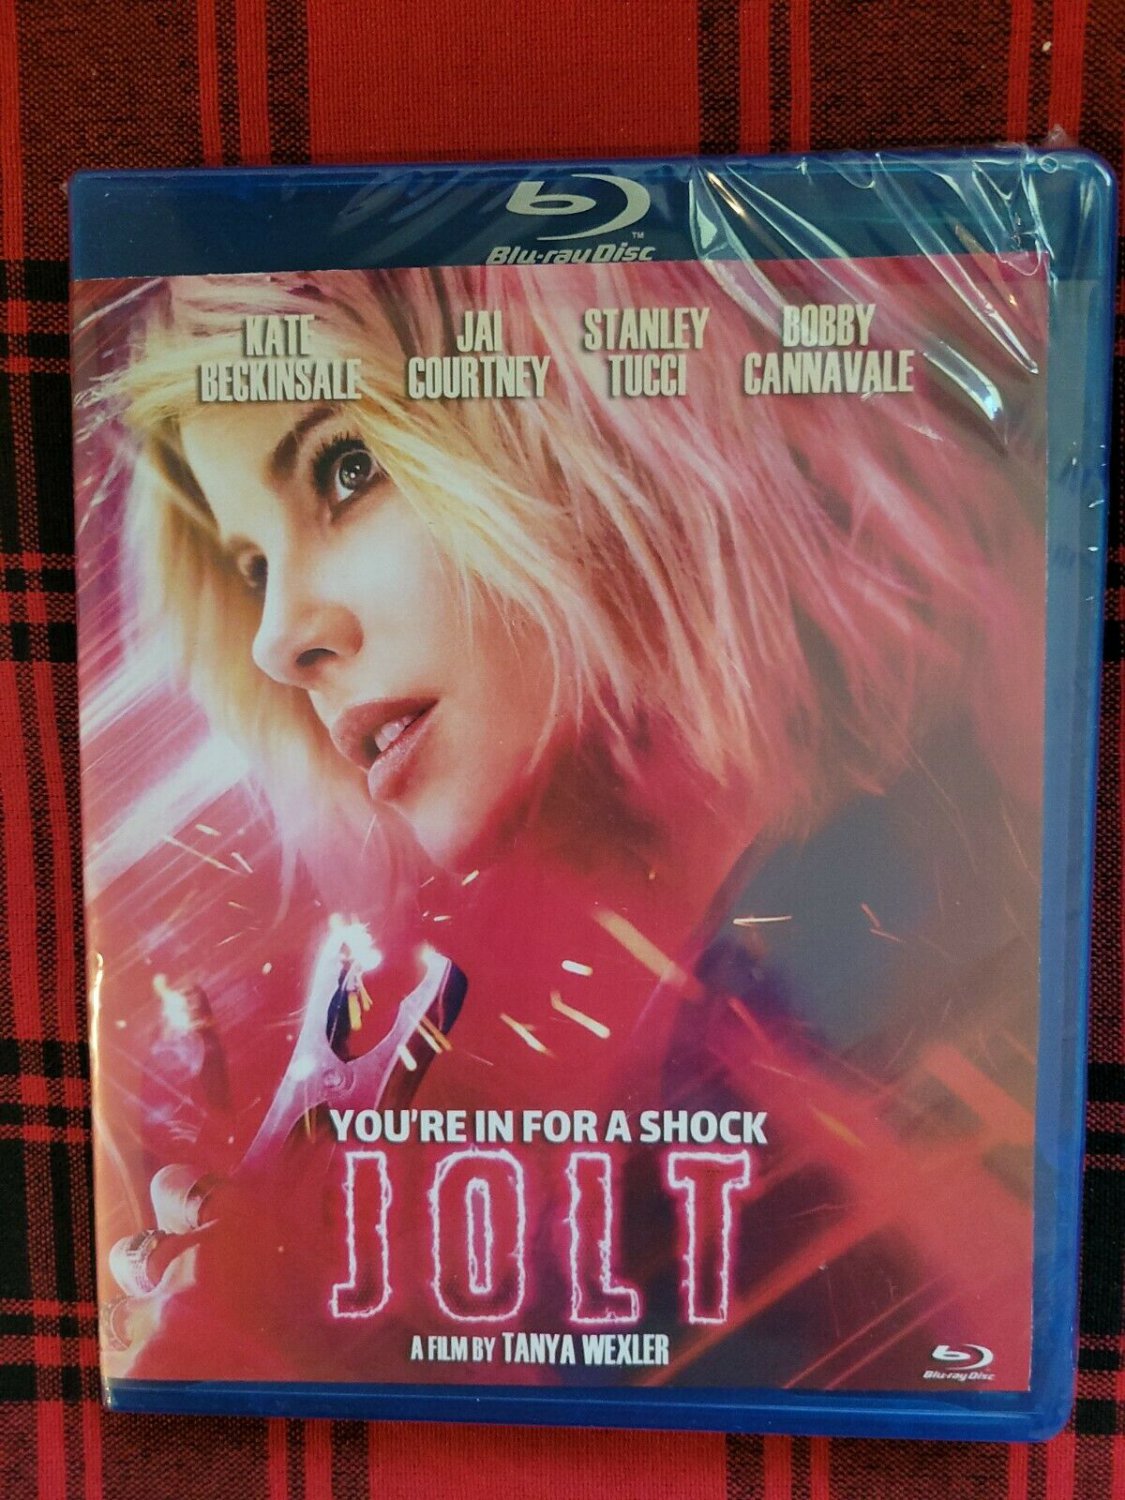 Blu-ray Disc
TM
KATE BECKINSALE
JAI COURTNEY
STANLEY TUCCI
BOBBY CANNAVALE
YOU'RE IN FOR A SHOCK
JOLT
A FILM BY TANYA WEXLER
Blu-ray Disc